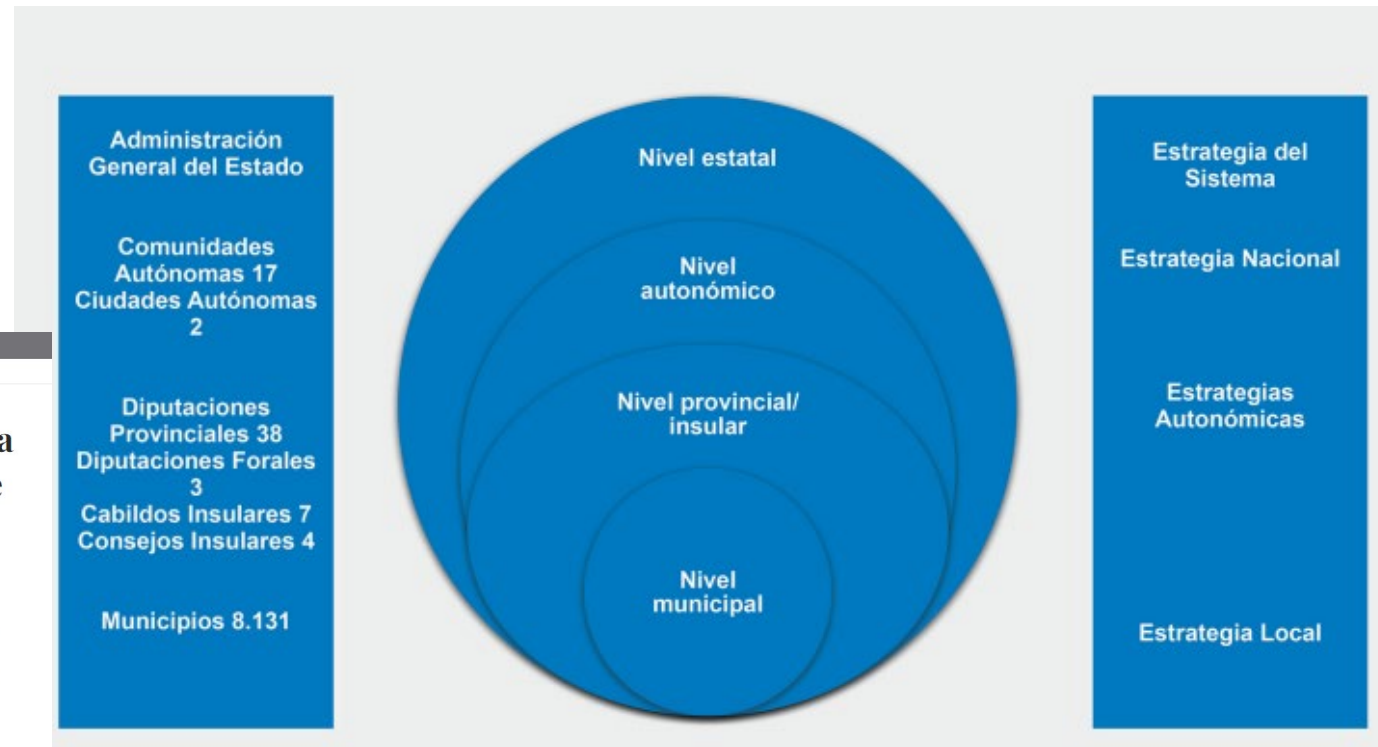 Administración
General del Estado
Comunidades
Autónomas 17
Ciudades Autónomas
2
Diputaciones
Provinciales 38
Diputaciones Forales
3
Cabildos Insulares 7
Consejos Insulares 4
Municipios 8.131
Nivel estatal
Nivel
autonómico
Nivel provincial/
insular
Nivel
municipal
Estrategia del
Sistema
Estrategia Nacional
Estrategias
Autonómicas
Estrategia Local